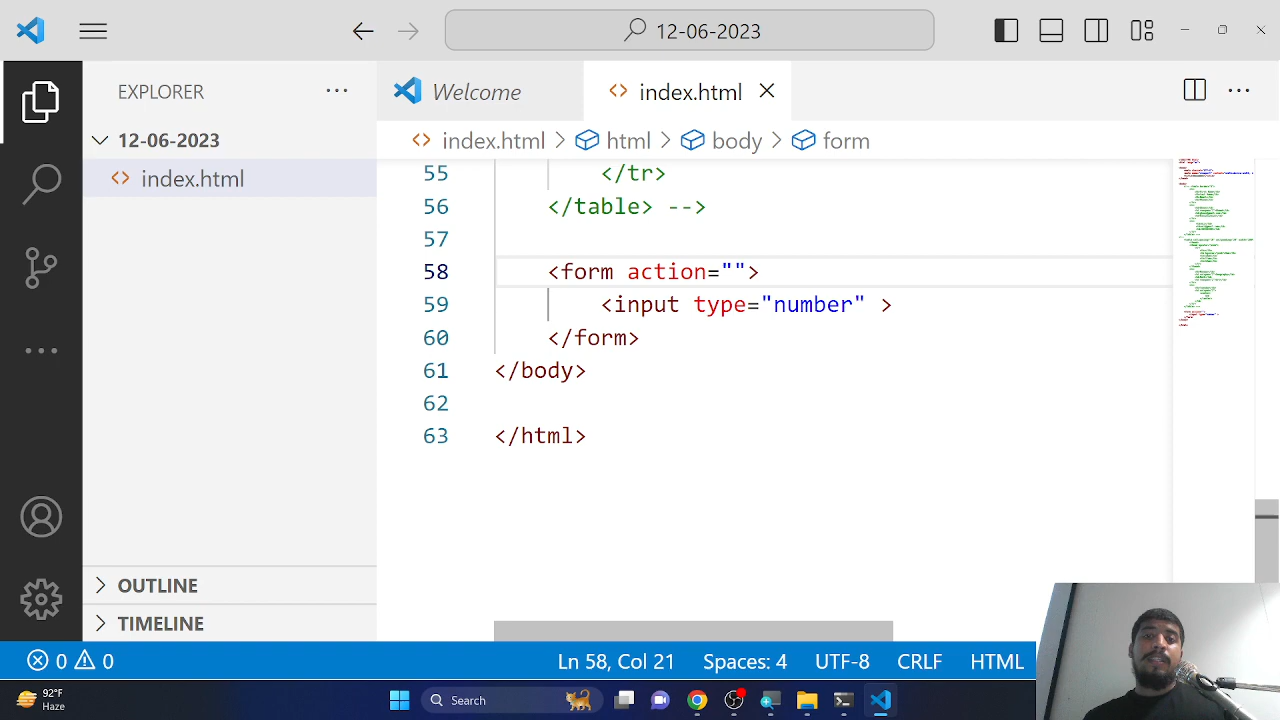 12-06-2023
EXPLORER
Welcome
index.html
12-06-2023
index.html > html > body > form
index.html
55 </tr>
56 </table> -->
57
58 <form action="">
59 <input type="number" >
60 </form>
61 </body>
62
63 </html>
OUTLINE
TIMELINE
0 0
Ln 58, Col 21
Spaces: 4
UTF-8
CRLF
HTML
92°F
Haze
Search